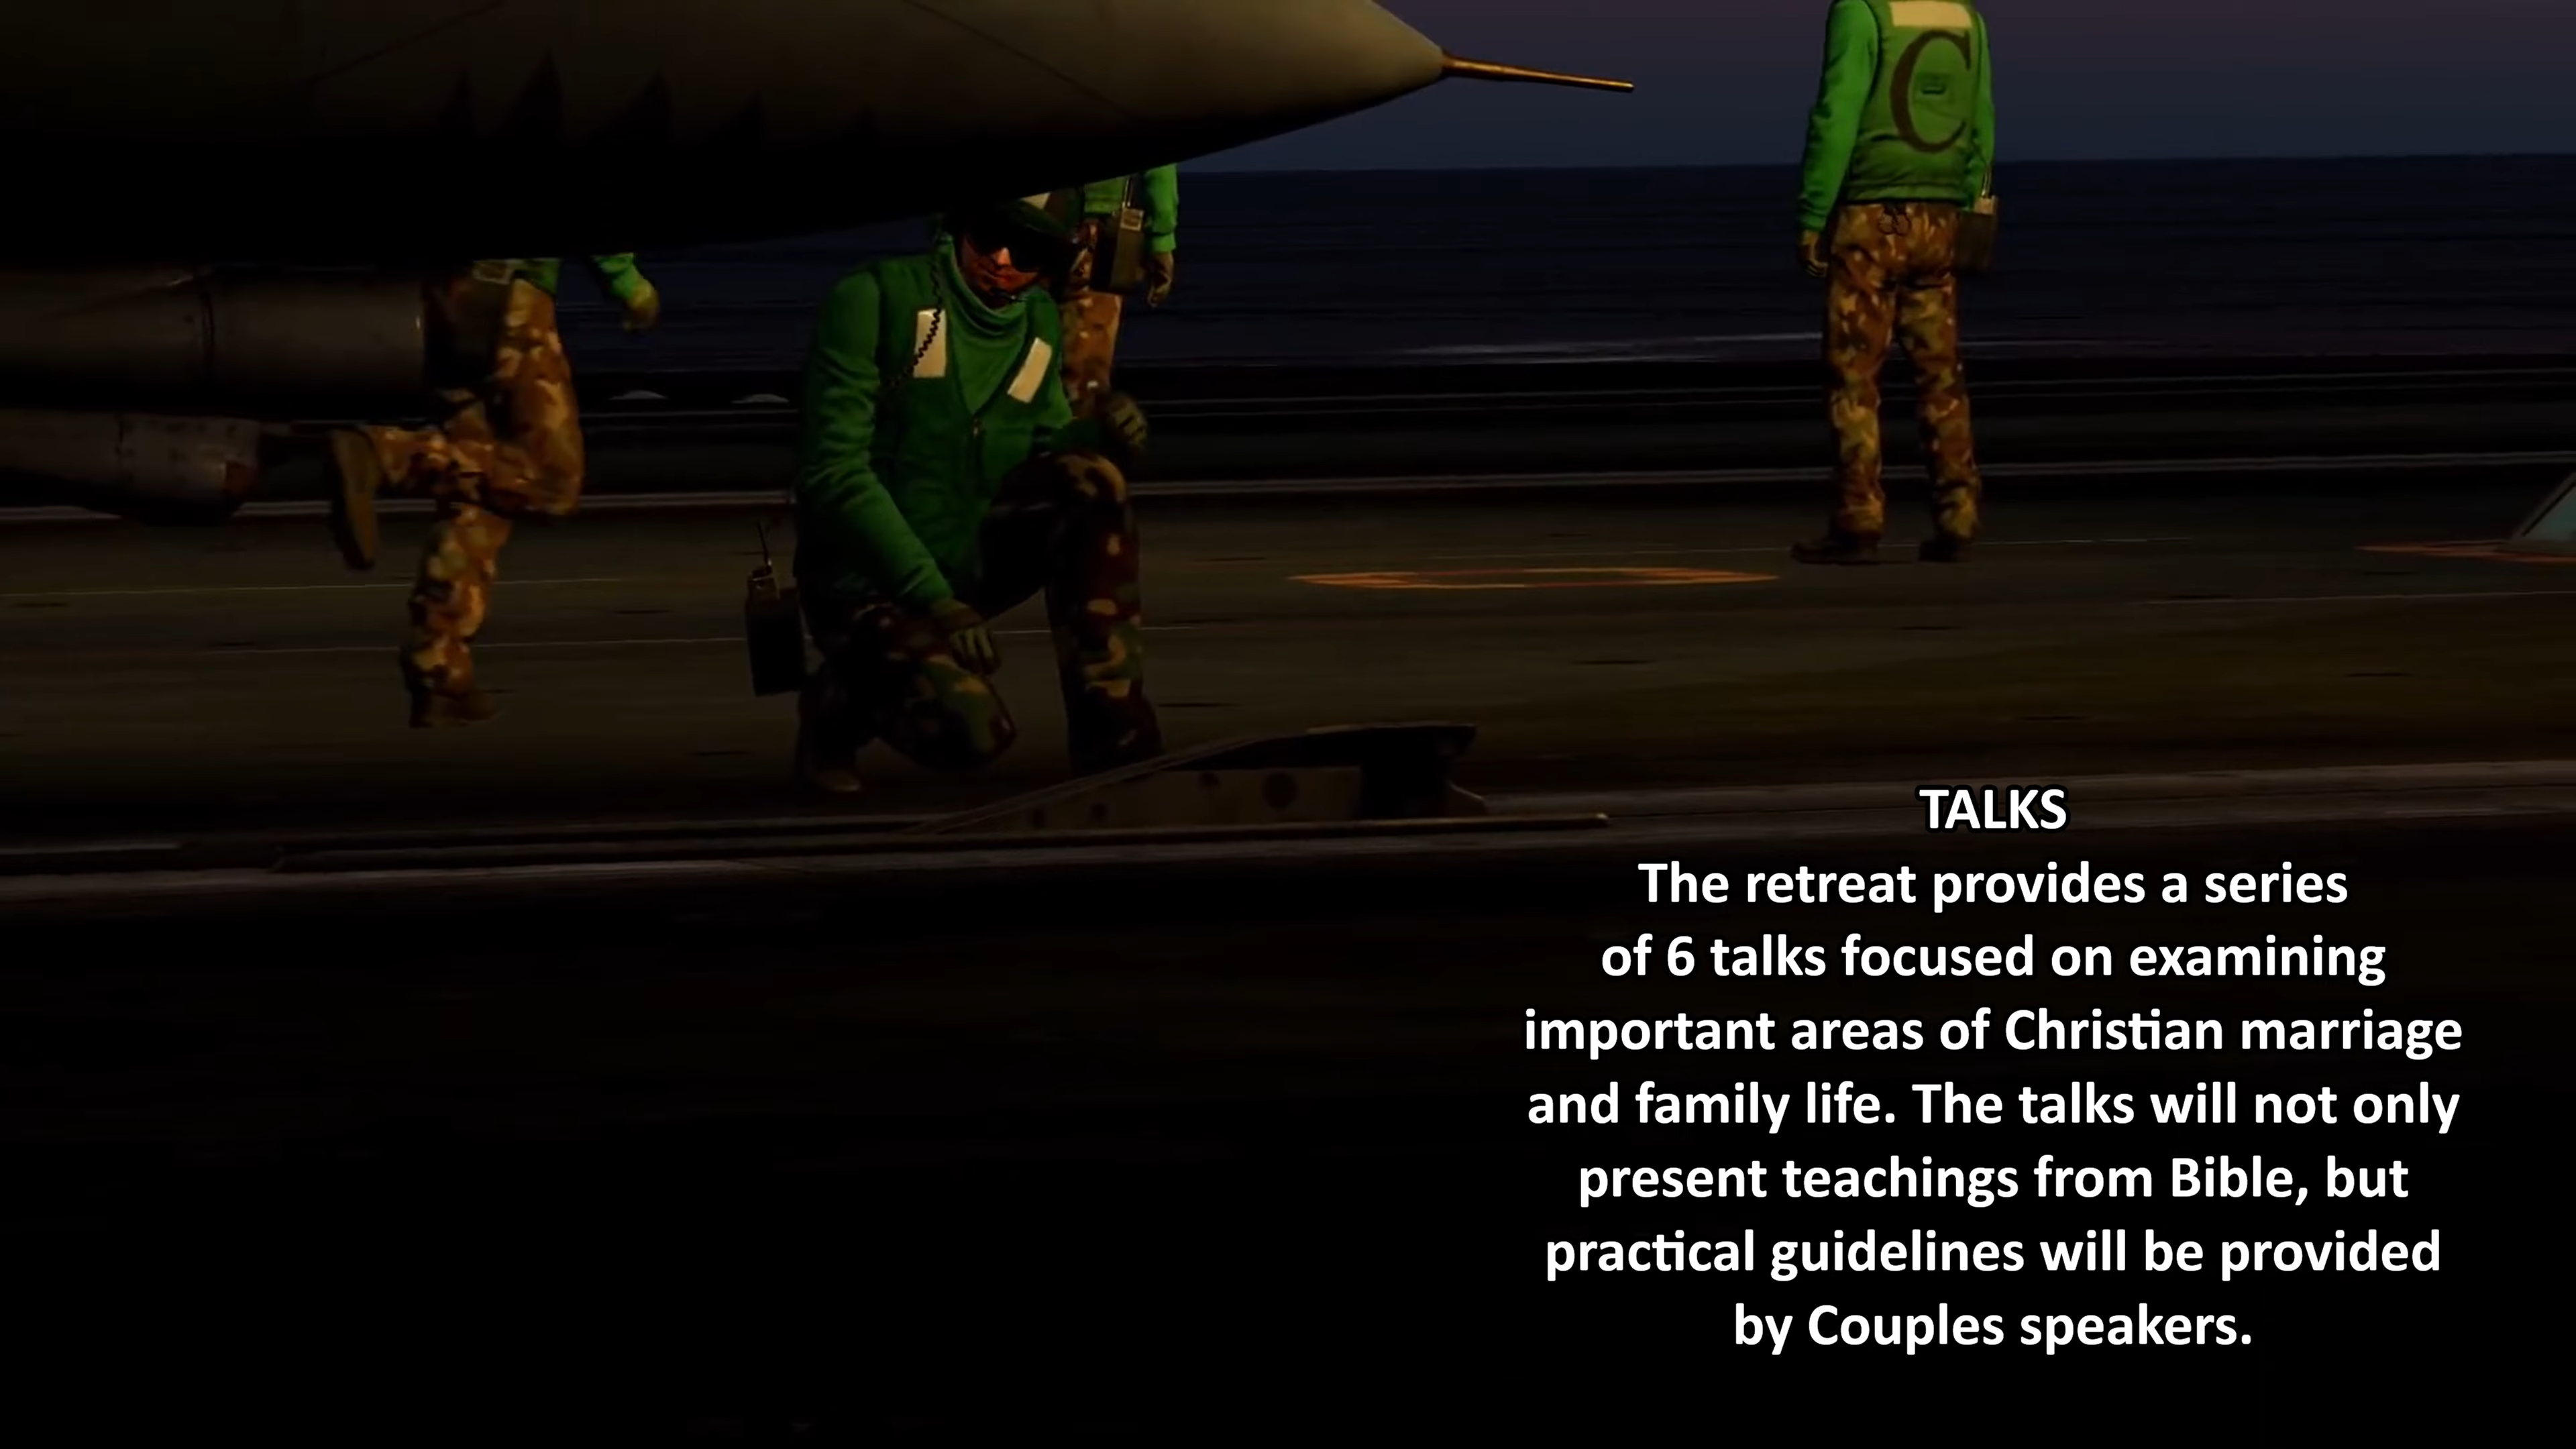 C
TALKS
The retreat provides a series
of 6 talks focused on examining
important areas of Christian marriage
and family life. The talks will not only
present teachings from Bible, but
practical guidelines will be provided
by Couples speakers.